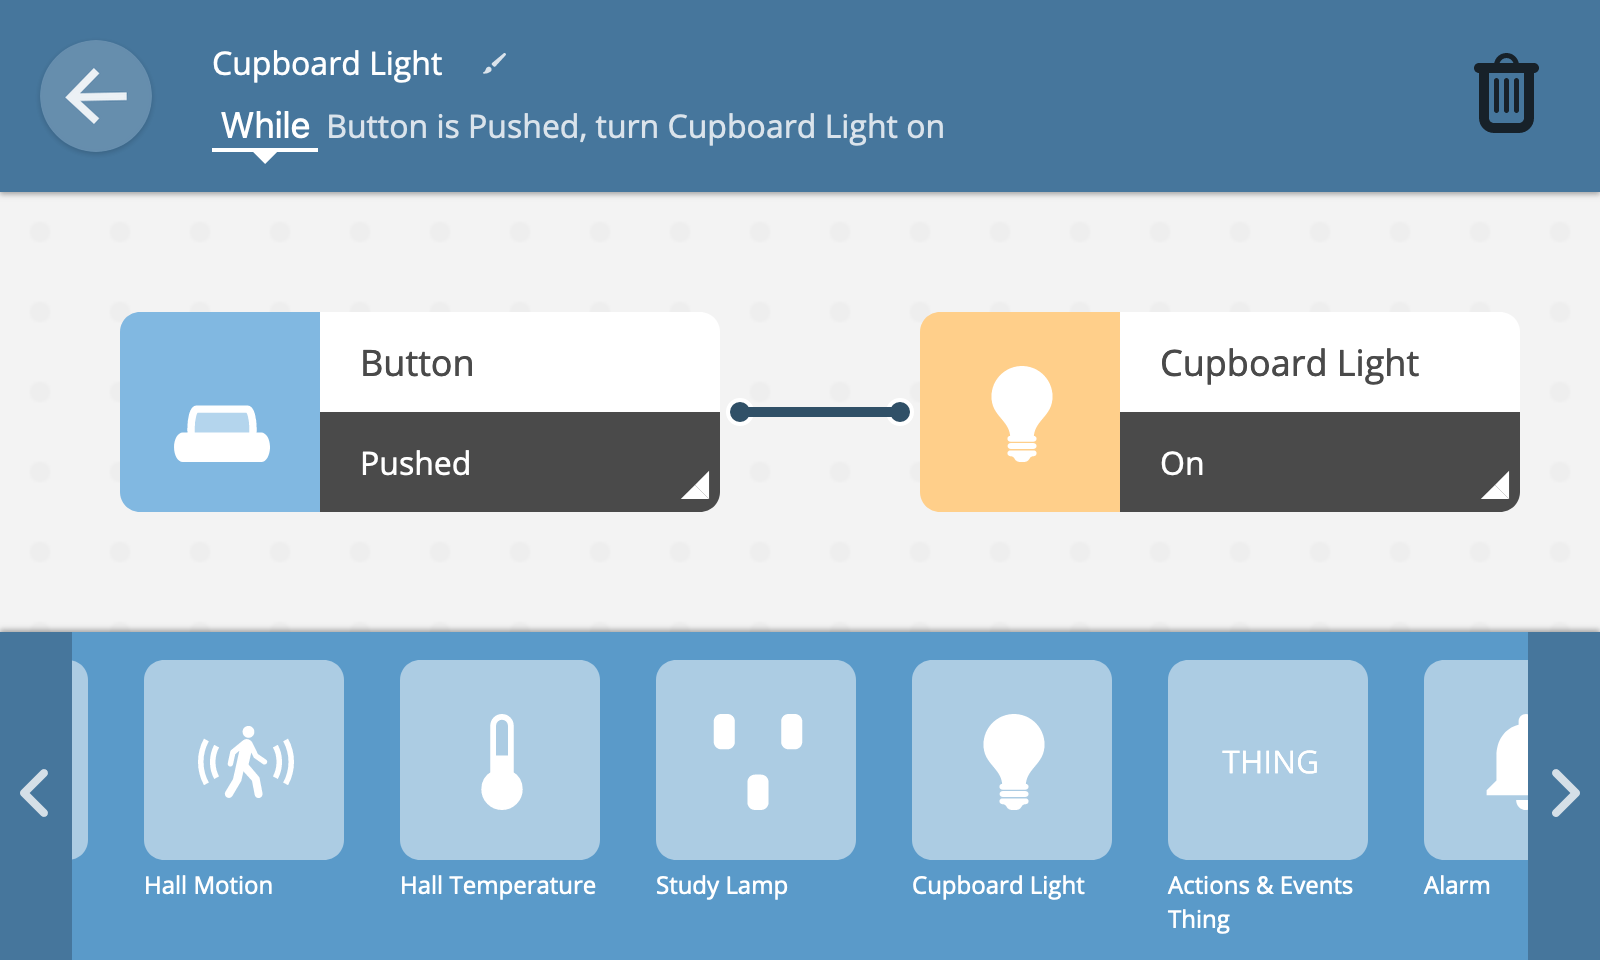 Cupboard Light
While Button is Pushed, turn Cupboard Light on
Button
Pushed
Cupboard Light
On
THING
Hall Motion
Hall Temperature
Study Lamp
Cupboard Light
Actions & Events
Thing
Alarm